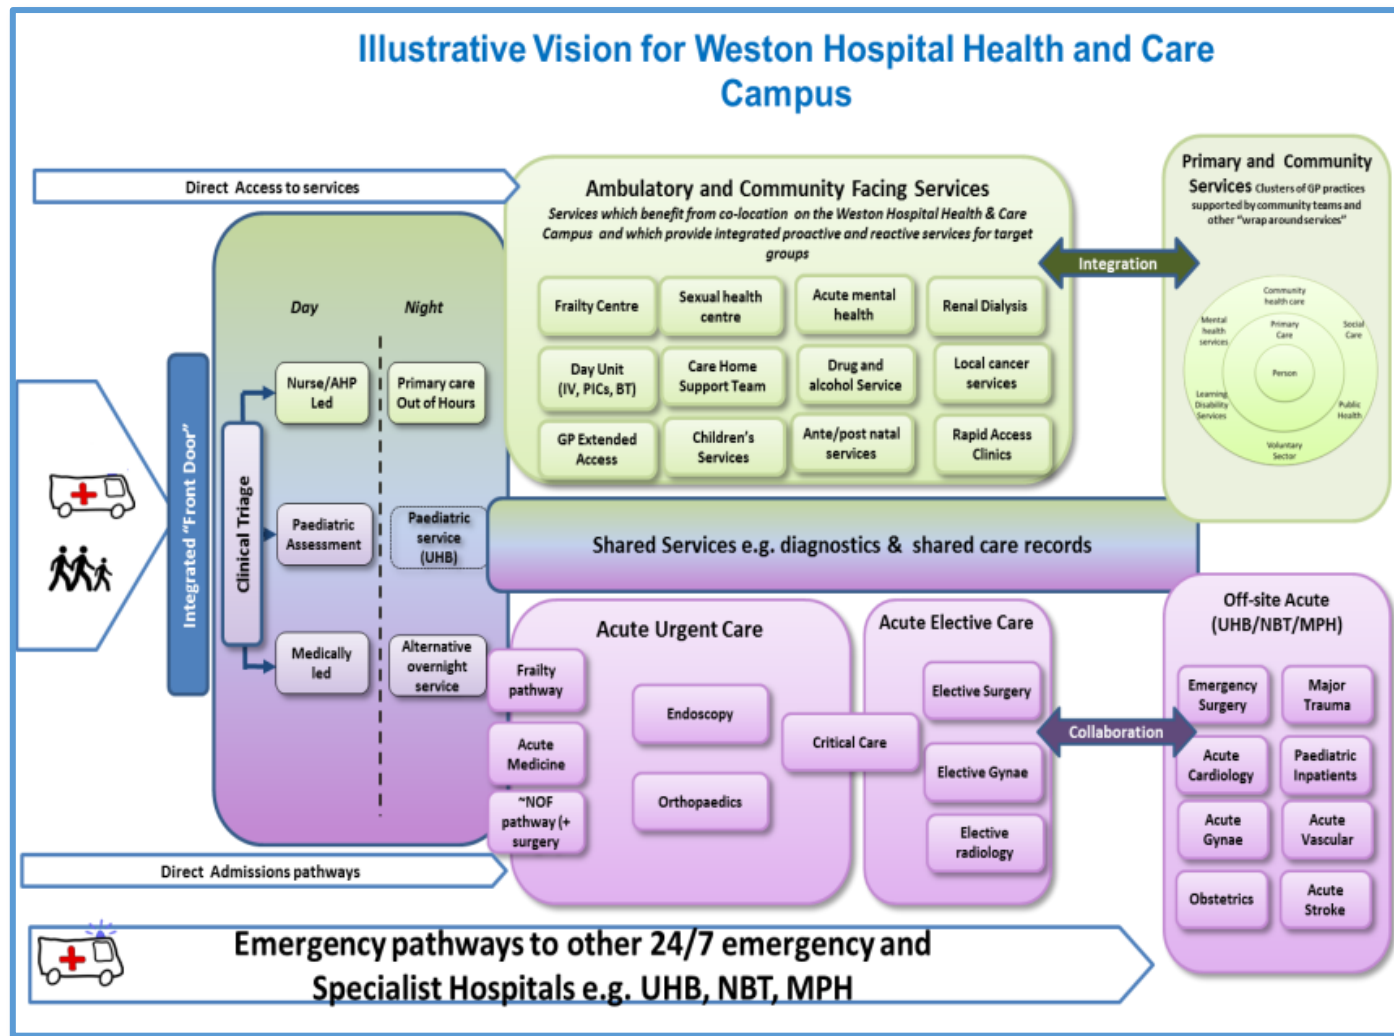 Illustrative Vision for Weston Hospital Health and Care
Campus
Direct Access to services
Ambulatory and Community Facing Services
Services which benefit from co-location on the Weston Hospital Health & Care
Campus and which provide integrated proactive and reactive services for target
groups
Frailty Centre
Sexual health
centre
Acute mental
health
Renal Dialysis
Day Unit
(IV, PICs, BT)
Care Home
Support Team
Drug and
alcohol Service
Local cancer
services
GP Extended
Access
Children's
Services
Ante/post natal
services
Rapid Access
Clinics
Integration
Primary and Community
Services Clusters of GP practices
supported by community teams and
other "wrap around services"
Community
health care
Mental
health
services
Primary
Care
Social
Care
Person
Learning
Disability
Services
Public
Health
Voluntary
Sector
Integrated "Front Door"
Clinical Triage
Day
Night
Nurse/AHP
Led
Primary care
Out of Hours
Paediatric
Assessment
Paediatric
service
(UHB)
Medically
led
Alternative
overnight
service
Shared Services e.g. diagnostics & shared care records
Acute Urgent Care
Frailty
pathway
Acute
Medicine
~NOF
pathway (+
surgery
Endoscopy
Orthopaedics
Critical Care
Acute Elective Care
Elective Surgery
Elective Gynae
Elective
radiology
Collaboration
Off-site Acute
(UHB/NBT/MPH)
Emergency
Surgery
Major
Trauma
Acute
Cardiology
Paediatric
Inpatients
Acute
Gynae
Acute
Vascular
Obstetrics
Acute
Stroke
Direct Admissions pathways
Emergency pathways to other 24/7 emergency and
Specialist Hospitals e.g. UHB, NBT, MPH